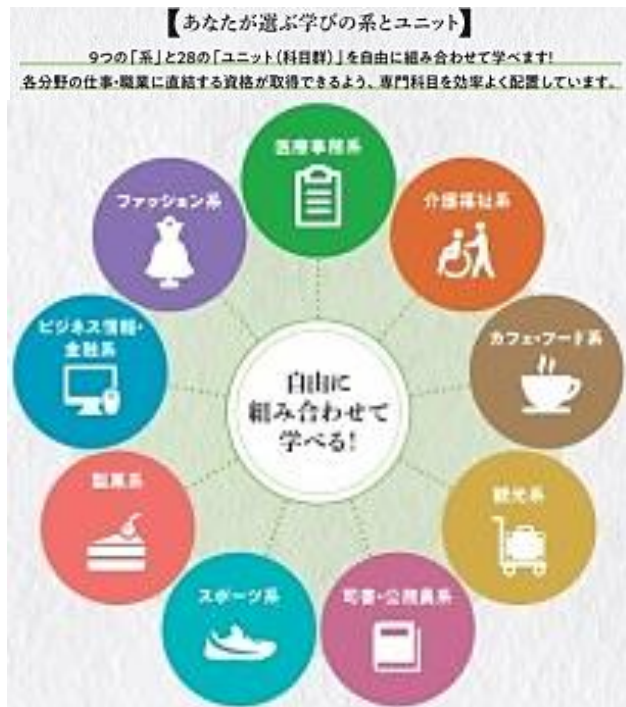 【あなたが選ぶ学びの系とユニット】
9つの「系」と28の「ユニット(科目群)」を自由に組み合わせて学べます!
各分野の仕事・職業に直結する資格が取得できるよう、専門科目を効率よく配置しています。
医療事務系
ファッション系
介護福祉系
ビジネス情報・
金融系
カフェ・フード系
自由に
組み合わせて
学べる!
製菓系
観光系
スポーツ系
司書・公務員系